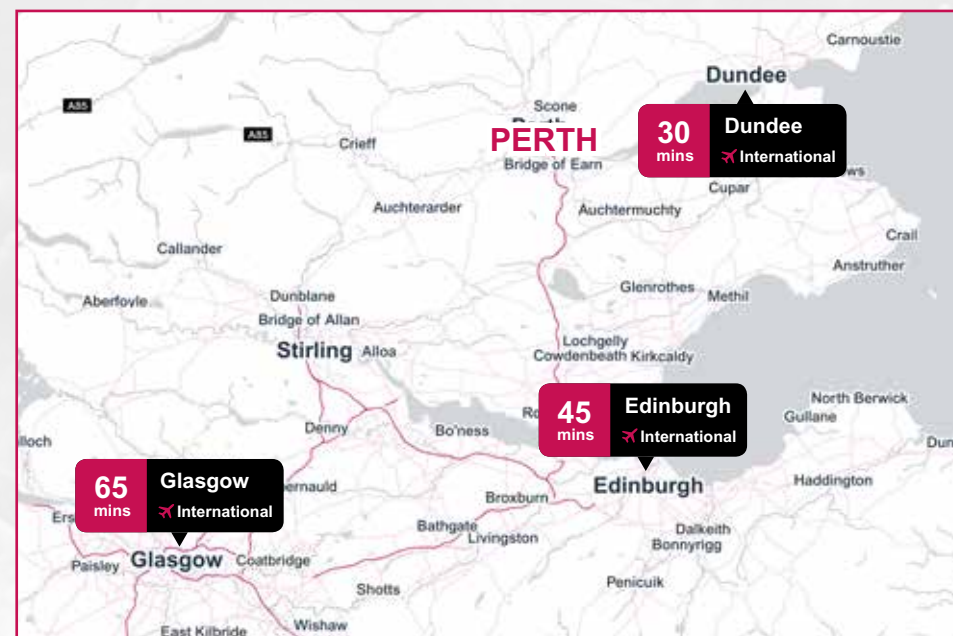 Carnoustie
Dundee
A85
Scone
30
mins
Dundee
International
A85
Crieff
PERTH
Bridge of Earn
Cupar
Auchterarder
Auchtermuchty
Crail
Callander
Anstruther
Glenrothes
Methil
Aberfoyle
Dunblane
Bridge of Allan
Lochgelly
Stirling
Alloa
Cowdenbeath
Kirkcaldy
45
mins
Edinburgh
International
North Berwick
Gullane
Denny
Bo'ness
65
mins
Glasgow
International
Edinburgh
Haddington
Broxburn
Bathgate
Livingston
Dalkeith
Bonnyrigg
Paisley
Glasgow
Coatbridge
Shotts
Penicuik
East Kilbride
Wishaw